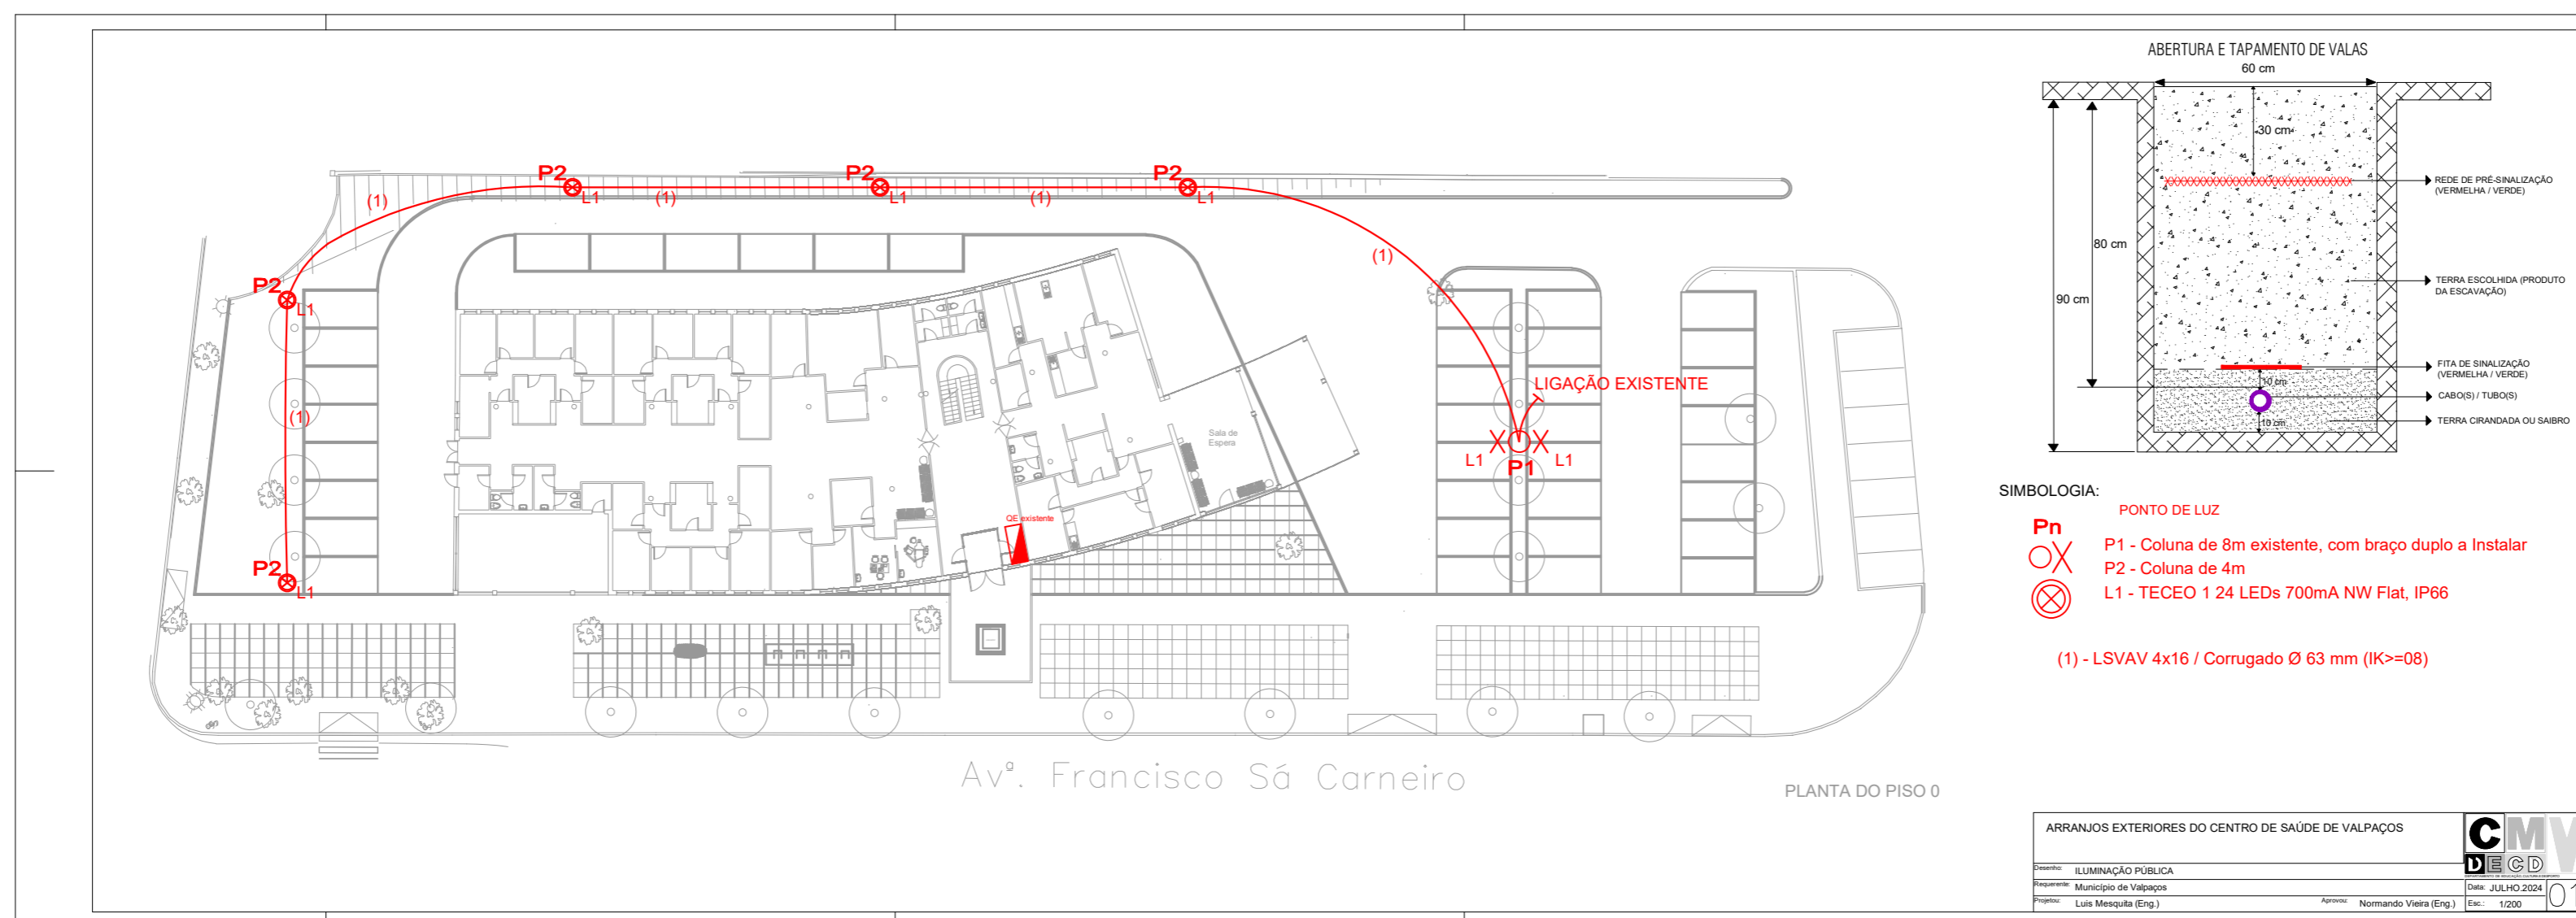 ABERTURA E TAPAMENTO DE VALAS
60 cm
30 cm
80 cm
90 cm
10 cm
10 cm
REDE DE PRÉ-SINALIZAÇÃO
(VERMELHA / VERDE)
TERRA ESCOLHIDA (PRODUTO
DA ESCAVAÇÃO)
FITA DE SINALIZAÇÃO
(VERMELHA / VERDE)
CABO(S) / TUBO(S)
TERRA CIRANDADA OU SAIBRO
P2
L1
(1)
P2
L1
(1)
P2
L1
(1)
(1)
P2
L1
(1)
P2
L1
LIGAÇÃO EXISTENTE
L1
P1
L1
Sala de
Espera
QE existente
SIMBOLOGIA:
PONTO DE LUZ
Pn
P1 - Coluna de 8m existente, com braço duplo a Instalar
P2 - Coluna de 4m
L1 - TECEO 1 24 LEDs 700mA NW Flat, IP66
(1) - LSVAV 4x16 / Corrugado Ø 63 mm (IK>=08)
Avª. Francisco Sá Carneiro
PLANTA DO PISO 0
ARRANJOS EXTERIORES DO CENTRO DE SAÚDE DE VALPAÇOS
CMV
DECD
Desenho: ILUMINAÇÃO PÚBLICA
Requerente: Município de Valpaços
Data: JULHO.2024
Projetou: Luis Mesquita (Eng.)
Aprovou: Normando Vieira (Eng.)
Esc.: 1/200
01